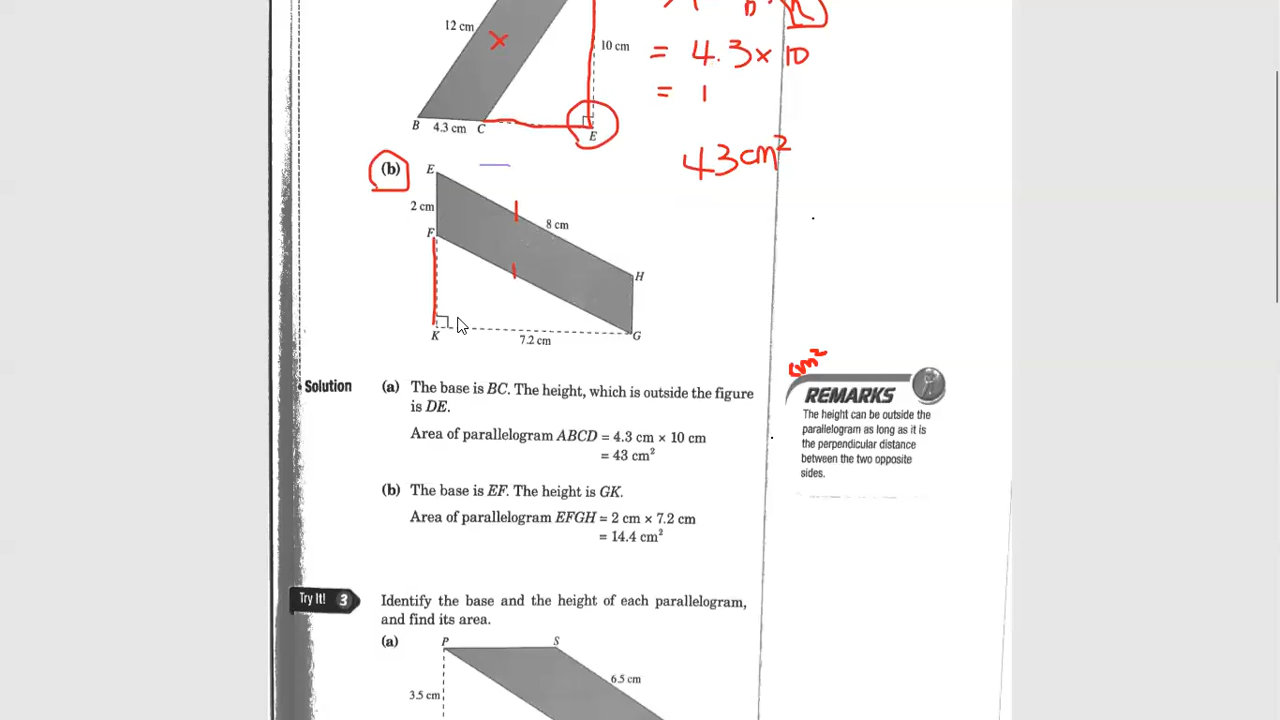 12 cm
10 cm
= 4.3 × 10
= 1
B 4.3 cm C
E
43 cm²
(b)
E
2 cm
8 cm
F
H
K
7.2 cm
G
cm²
Solution
(a) The base is BC. The height, which is outside the figure
is DE.
Area of parallelogram ABCD = 4.3 cm × 10 cm
= 43 cm²
(b) The base is EF. The height is GK.
Area of parallelogram EFGH = 2 cm × 7.2 cm
= 14.4 cm²
REMARKS
The height can be outside the
parallelogram as long as it is
the perpendicular distance
between the two opposite
sides.
Try It! 3
Identify the base and the height of each parallelogram,
and find its area.
(a)
P
S
6.5 cm
3.5 cm